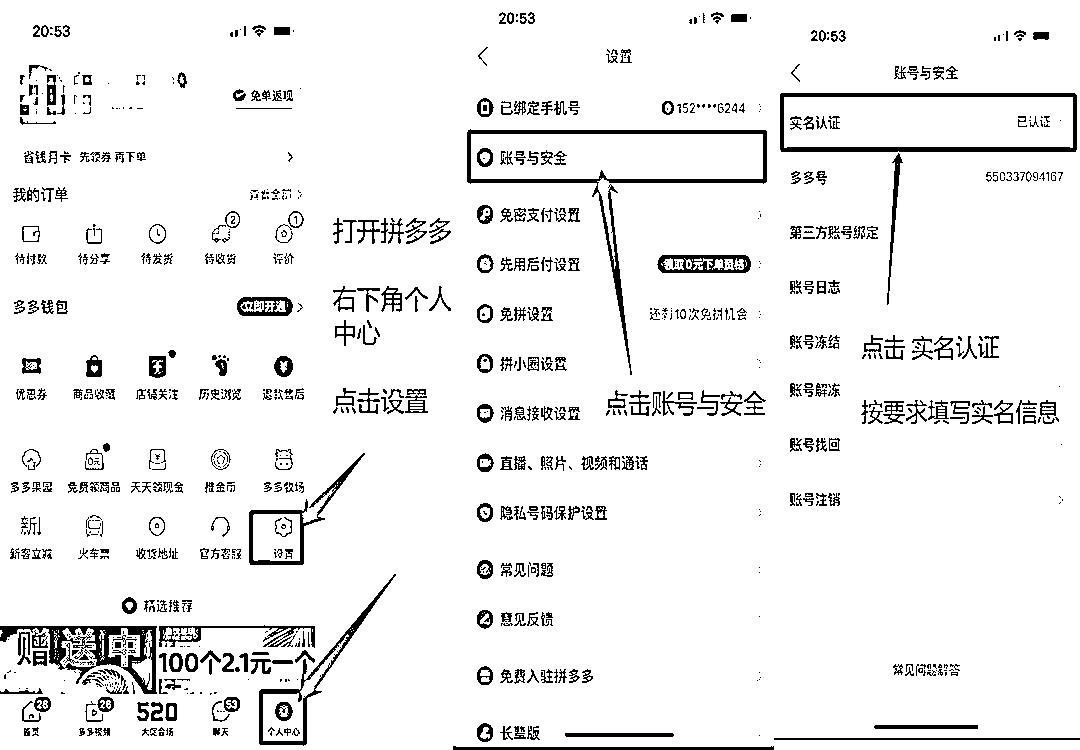 20:53
免单返现
省钱月卡 先领券 再下单
我的订单
查看全部
2
1
待付款
待分享
待发货
待收货
评价
多多钱包
立即开通
优惠券
商品收藏
店铺关注
历史浏览
退款售后
多多果园
免费领商品
天天领现金
推金币
多多牧场
新客立减
火车票
收货地址
官方客服
设置
精选推荐
赠送中
100个2.1元一个
28
26
520
53
首页
多多视频
大促会场
聊天
个人中心
打开拼多多
右下角个人
中心
点击设置
20:53
设置
已绑定手机号
152****6244
账号与安全
免密支付设置
先用后付设置
领取0元下单资格
免拼设置
还剩10次免拼机会
拼小圈设置
消息接收设置
点击账号与安全
直播、照片、视频和通话
隐私号码保护设置
常见问题
意见反馈
免费入驻拼多多
长辈版
20:53
账号与安全
实名认证
已认证
多多号
550337094167
第三方账号绑定
账号日志
账号冻结
点击 实名认证
账号解冻
按要求填写实名信息
账号找回
账号注销
常见问题解答